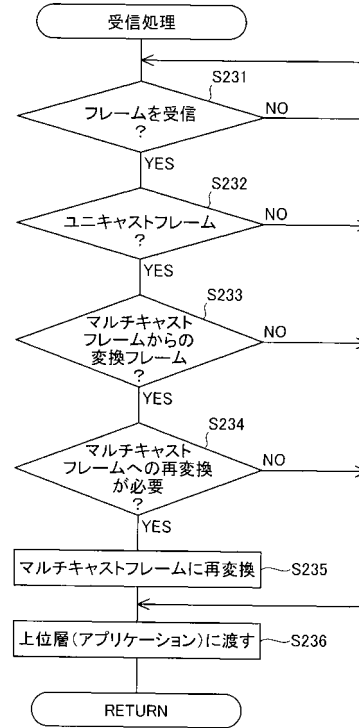 受信処理
S231
フレームを受信
?
NO
YES
S232
ユニキャストフレーム
?
NO
YES
S233
マルチキャスト
フレームからの
変換フレーム
?
NO
YES
S234
マルチキャスト
フレームへの再変換
が必要
?
NO
YES
マルチキャストフレームに再変換
S235
上位層(アプリケーション)に渡す
S236
RETURN